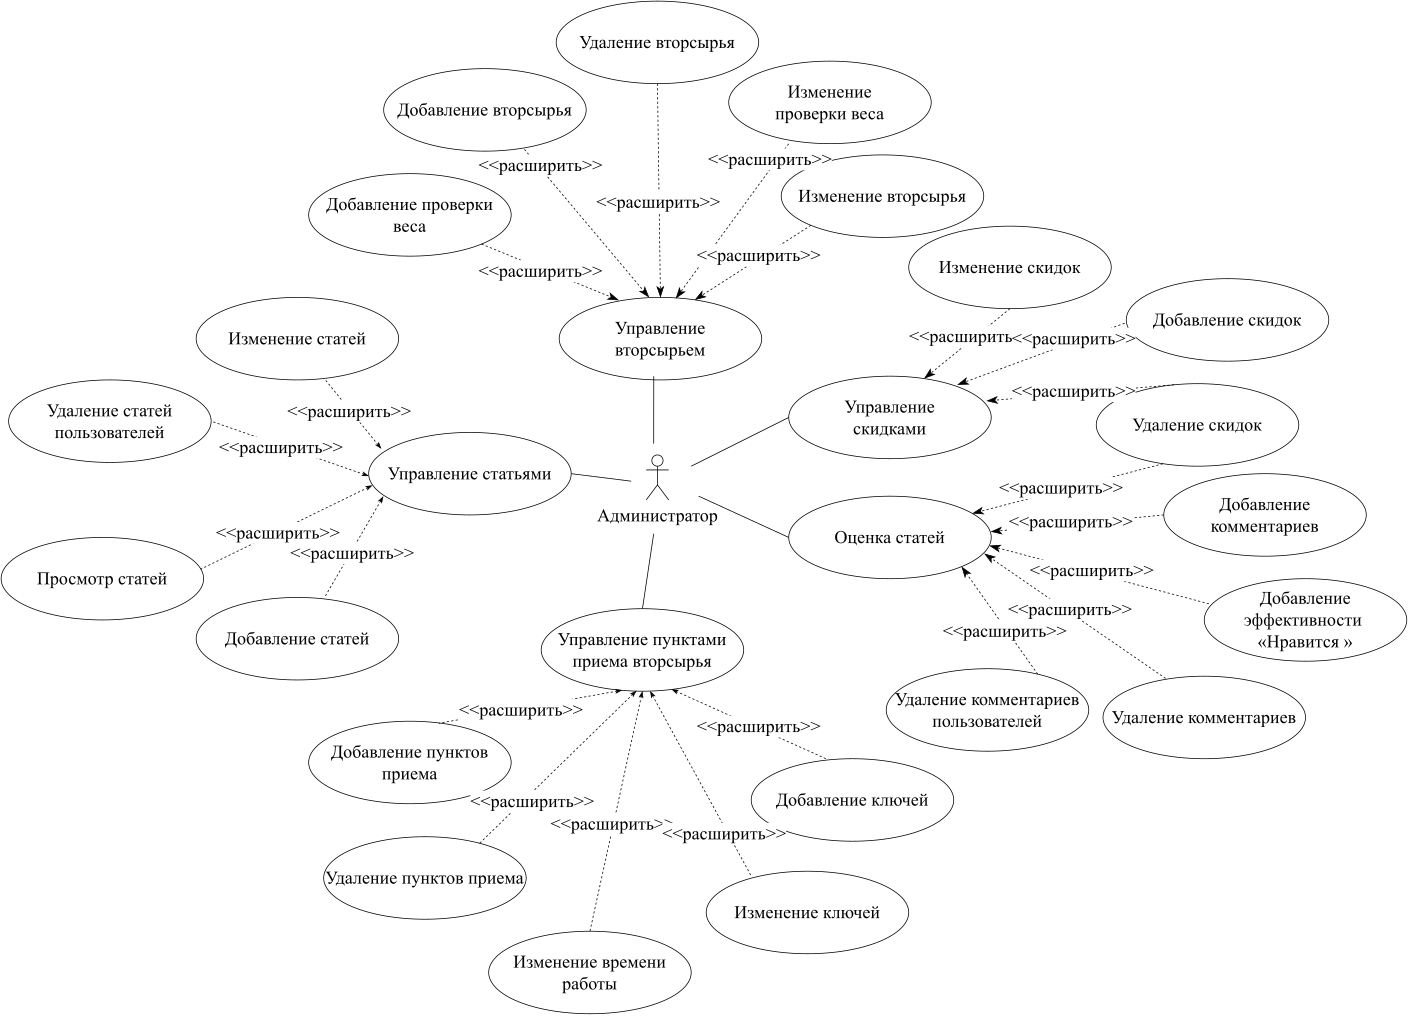 Удаление вторсырья
Добавление вторсырья
Изменение
проверки веса
<<расширить>>
<<расширить>>
Добавление проверки
веса
Изменение вторсырья
<<расширить>>
<<расширить>>
<<расширить>>
Изменение скидок
Добавление скидок
Управление
вторсырьем
<<расширить>>
<<расширить>>
Изменение статей
<<расширить>>
<<расширить>>
Удаление статей
пользователей
<<расширить>>
Управление
скидками
Удаление скидок
Управление статьями
<<расширить>>
Администратор
Добавление
комментариев
<<расширить>>
<<расширить>>
Оценка статей
<<расширить>>
<<расширить>>
Просмотр статей
Добавление
эффективности
«Нравится »
<<расширить>>
<<расширить>>
Добавление статей
Управление пунктами
приема вторсырья
Удаление комментариев
пользователей
Удаление комментариев
<<расширить>>
<<расширить>>
Добавление пунктов
приема
<<расширить>>
Добавление ключей
<<расширить>>
<<расширить>>
Удаление пунктов приема
Изменение ключей
Изменение времени
работы